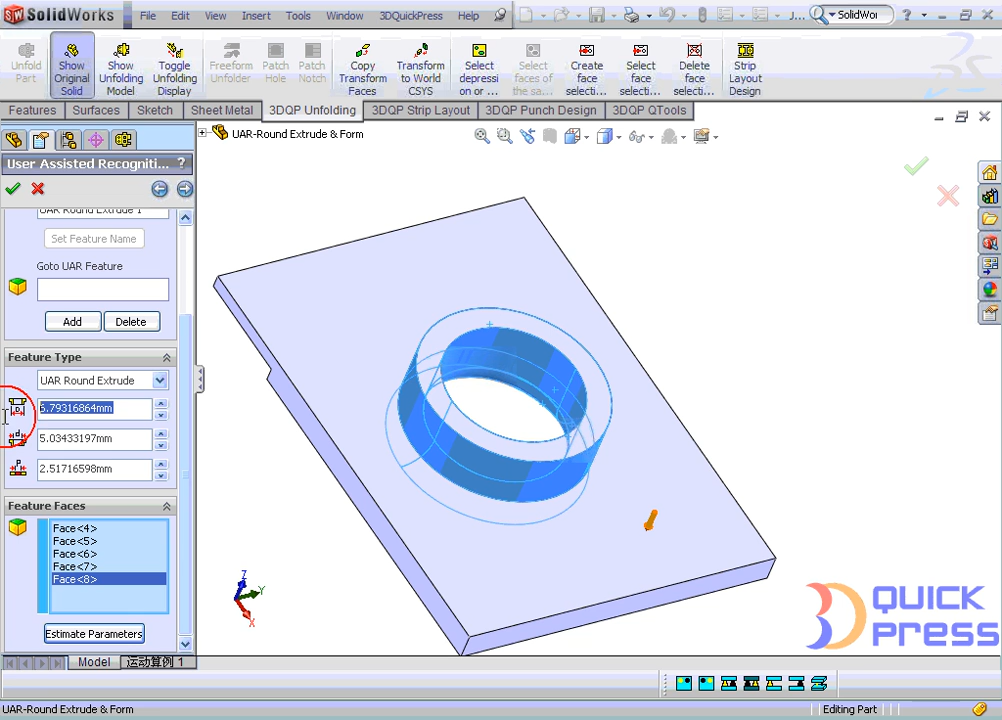 SolidWorks File Edit View Insert Tools Window 3DQuickPress Help J... SolidWor ?
Unfold Part
Show Original Solid
Show Unfolding Model
Toggle Unfolding Display
Freeform Unfolder
Patch Hole
Patch Notch
Copy Transform Faces
Transform to World CSYS
Select depressi on or ...
Select faces of the sa...
Create face selecti...
Select face selecti...
Delete face selecti...
Strip Layout Design
Features Surfaces Sketch Sheet Metal 3DQP Unfolding 3DQP Strip Layout 3DQP Punch Design 3DQP QTools
UAR-Round Extrude & Form
User Assisted Recogniti... ?
UAR Round Extrude 1
Set Feature Name
Goto UAR Feature
Add Delete
Feature Type
UAR Round Extrude
6.79316864mm
5.03433197mm
2.51716598mm
Feature Faces
Face<4>
Face<5>
Face<6>
Face<7>
Face<8>
Estimate Parameters
Z
Y
X
QUICK
PRESS
Model 运动算例 1
UAR-Round Extrude & Form Editing Part